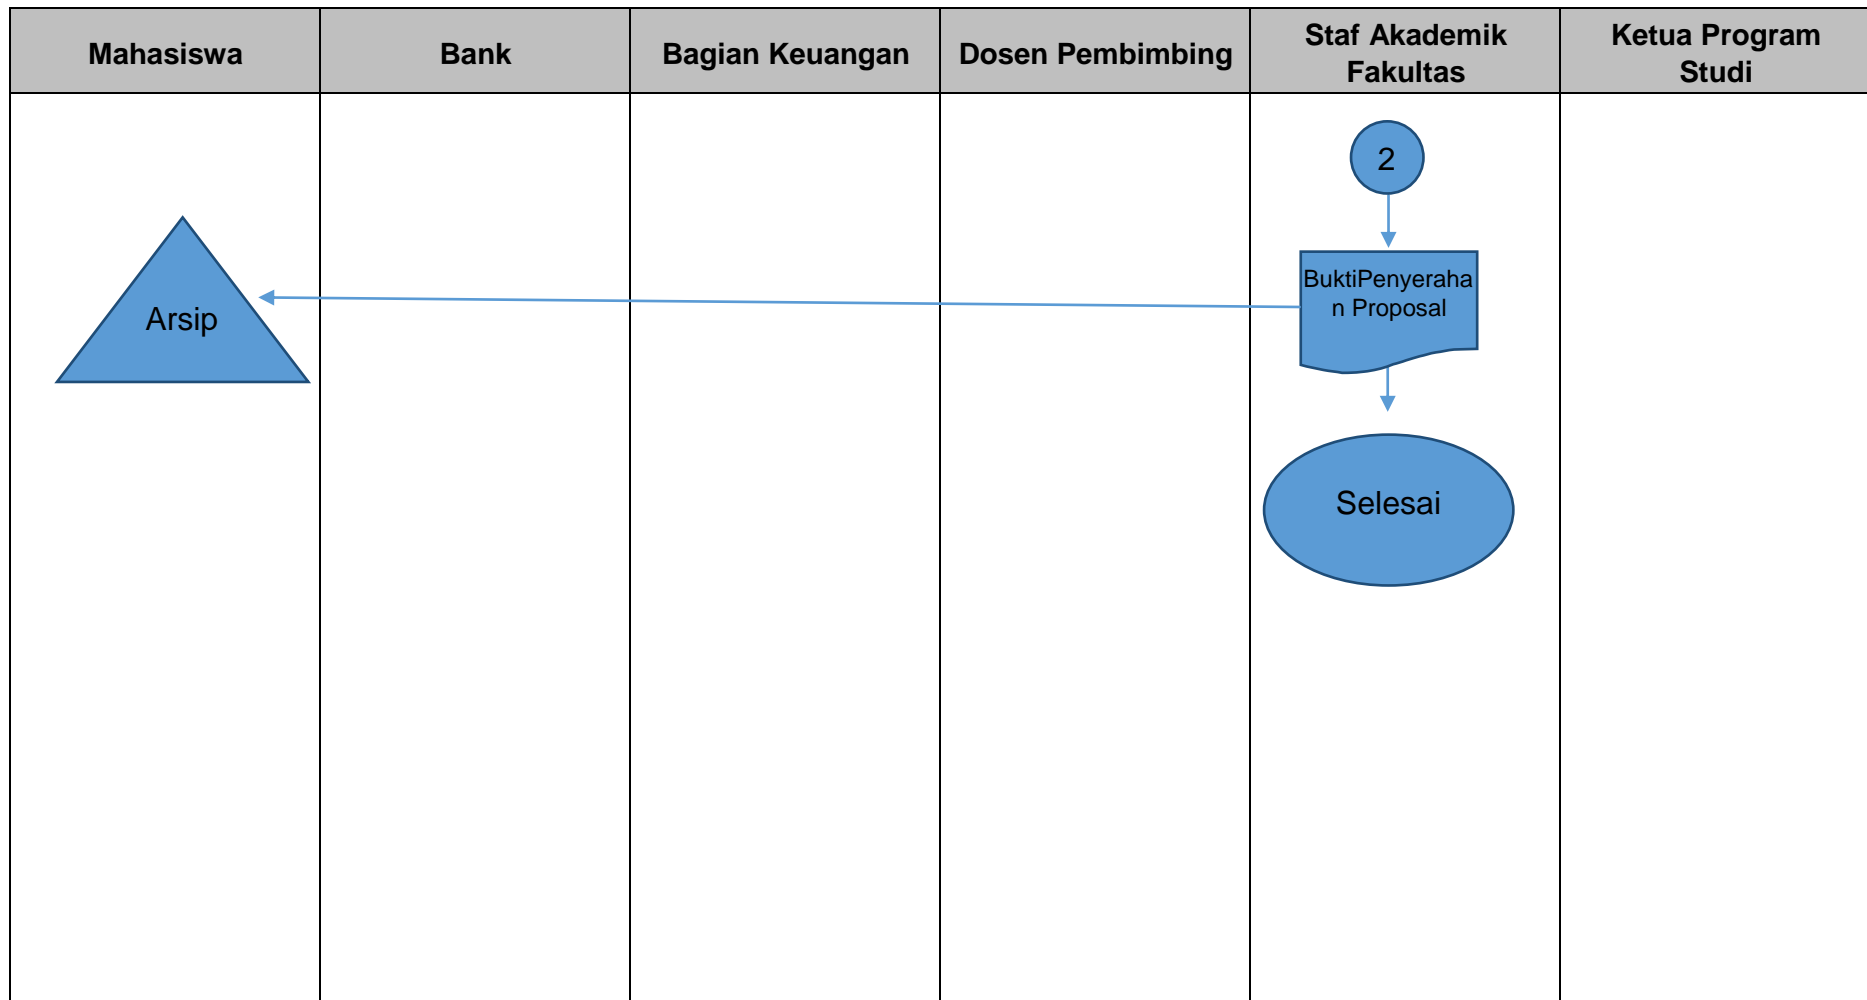 Mahasiswa
Bank
Bagian Keuangan
Dosen Pembimbing
Staf Akademik
Fakultas
Ketua Program
Studi
2
BuktiPenyeraha
n Proposal
Arsip
Selesai